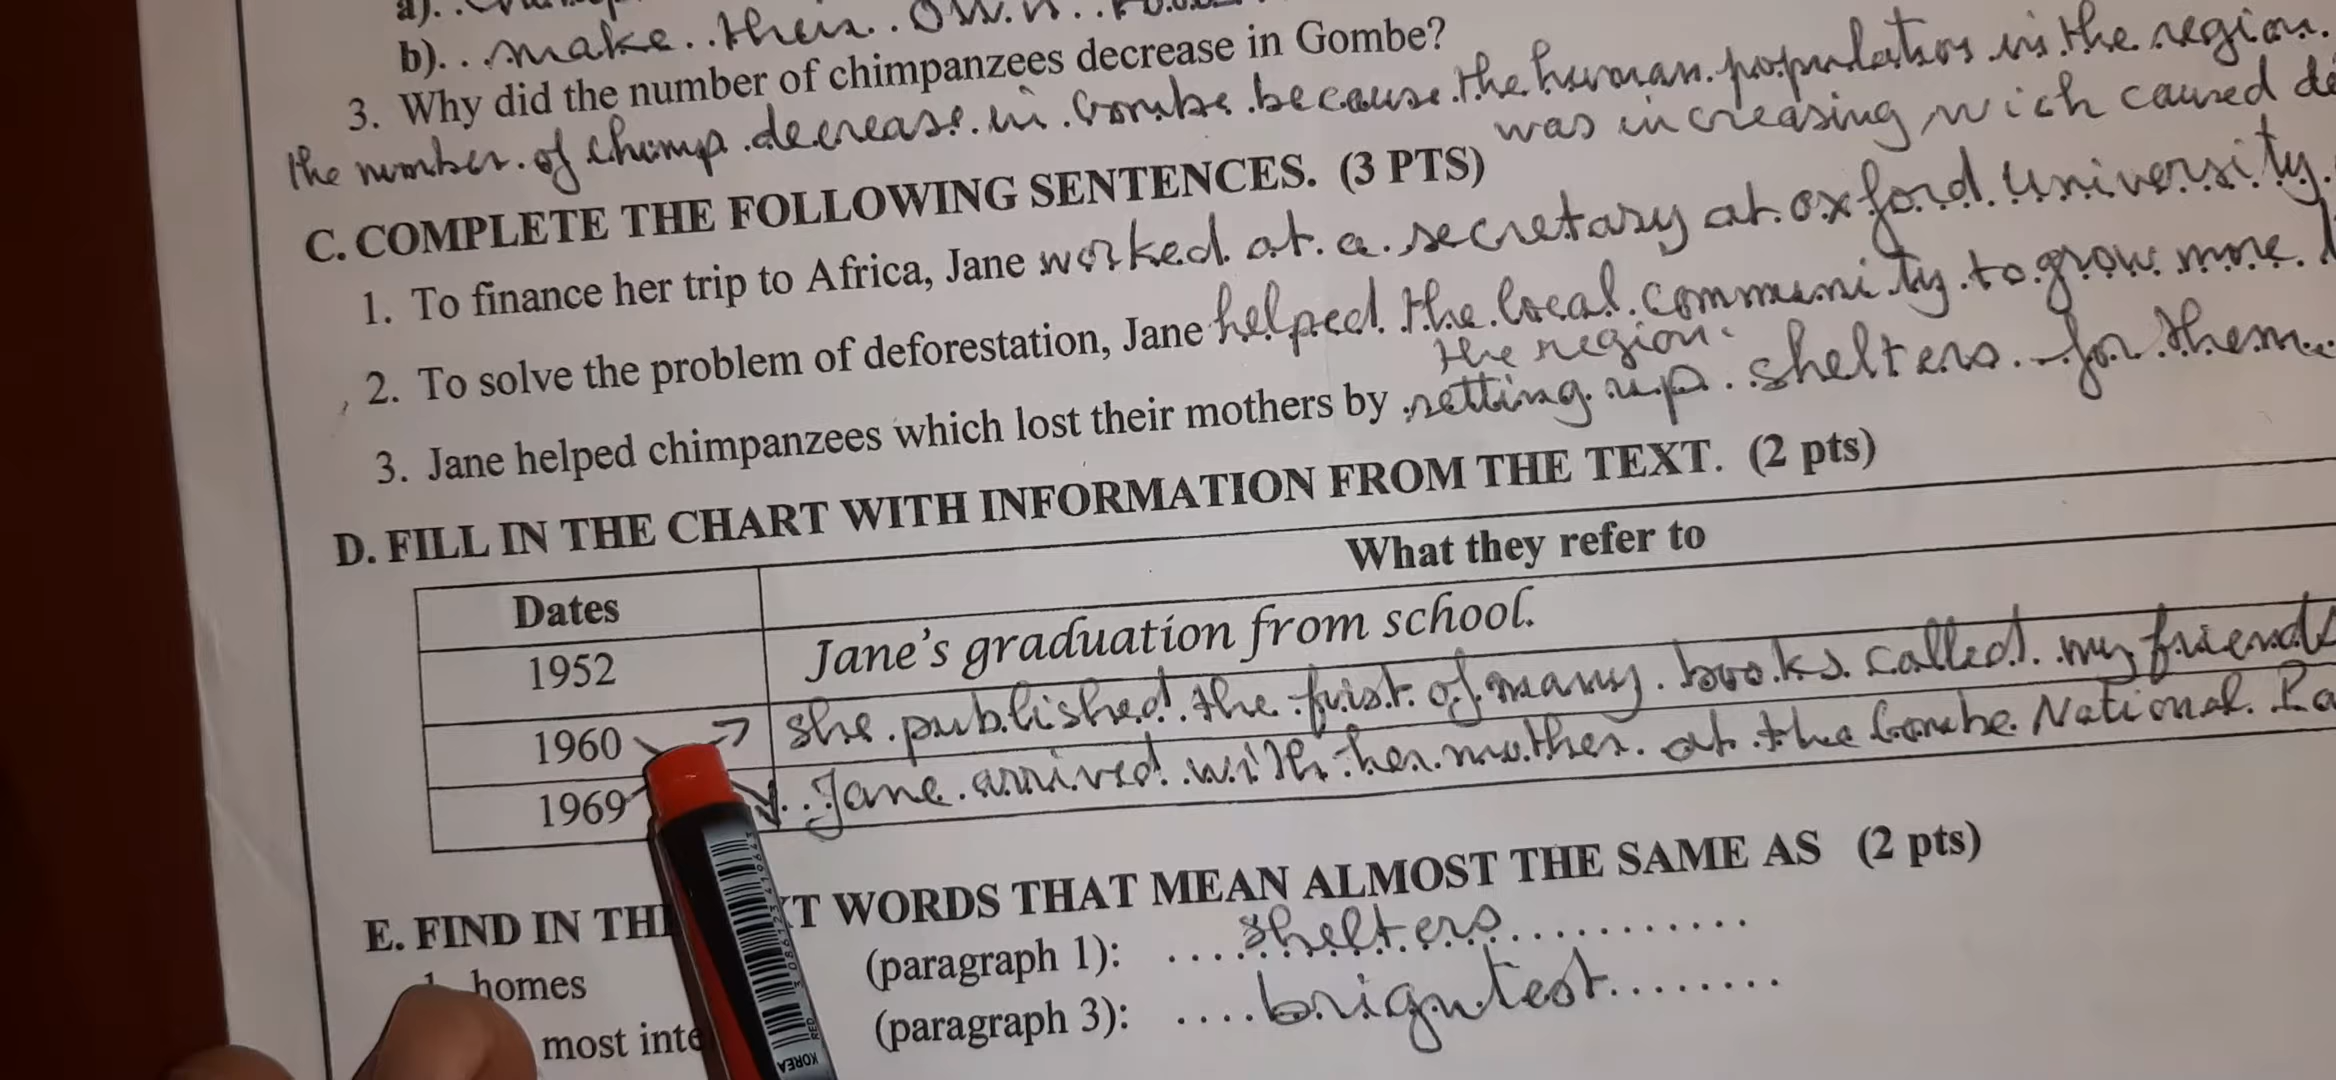 b)...make..their..own..
3. Why did the number of chimpanzees decrease in Gombe?
the number.of chimp.decrease.in.Gombe.because.the.human.population in the.region.
was increasing wich caused de
C. COMPLETE THE FOLLOWING SENTENCES. (3 PTS)
1. To finance her trip to Africa, Jane worked at.a.secretary at.oxford.University.
2. To solve the problem of deforestation, Jane helped.the.local.community.to.grow.more.
the region.
3. Jane helped chimpanzees which lost their mothers by .setting.up.shelters.for.them..
D. FILL IN THE CHART WITH INFORMATION FROM THE TEXT. (2 pts)
Dates What they refer to
1952 Jane's graduation from school.
1960 she.published.the.frist.of.many.books.called.my friends
1969 ..Jane.arrived.with.her.mother.at.the Gombe.National.Pa
E. FIND IN THE T WORDS THAT MEAN ALMOST THE SAME AS (2 pts)
homes (paragraph 1): ....shelters...........
most inte (paragraph 3): ....brigutest........
KOREA
RED